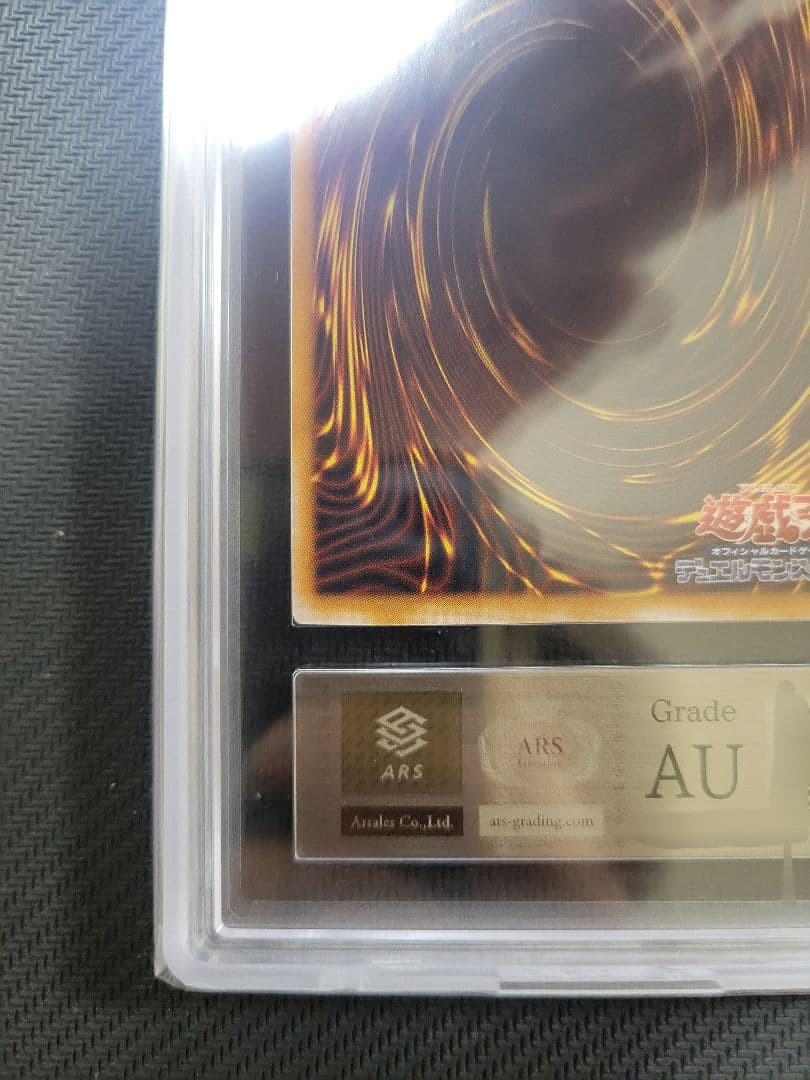 遊戯
オフィシャルカードゲ
デュエルモンス
ARS
Arsales Co.,Ltd.
ARS
Genuine
ars-grading.com
Grade
AU